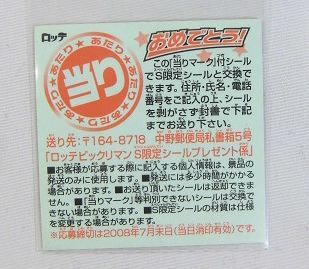 ロッテ
おめでとう!
あたり★あたり★あたり★あたり★
当り
この[当りマーク]付シール
でS限定シールと交換で
きます。住所・氏名・電話
番号をご記入の上、シール
を剥がさず封書で下記
までお送り下さい。
送り先:〒164-8718 中野郵便局私書箱5号
「ロッテビックリマン S限定シールプレゼント係」
■お客様が応募する際に記入する個人情報は、景品の
発送のみに使用します。■発送には多少時間がかか
る場合があります。■お送り頂いたシールは返却できま
せん。■[当りマーク]等判別できないシールは交換で
きない場合があります。■S限定シールの材質は仕様
を変更する場合があります。
※応募締切は2008年7月末日(当日消印有効)です。